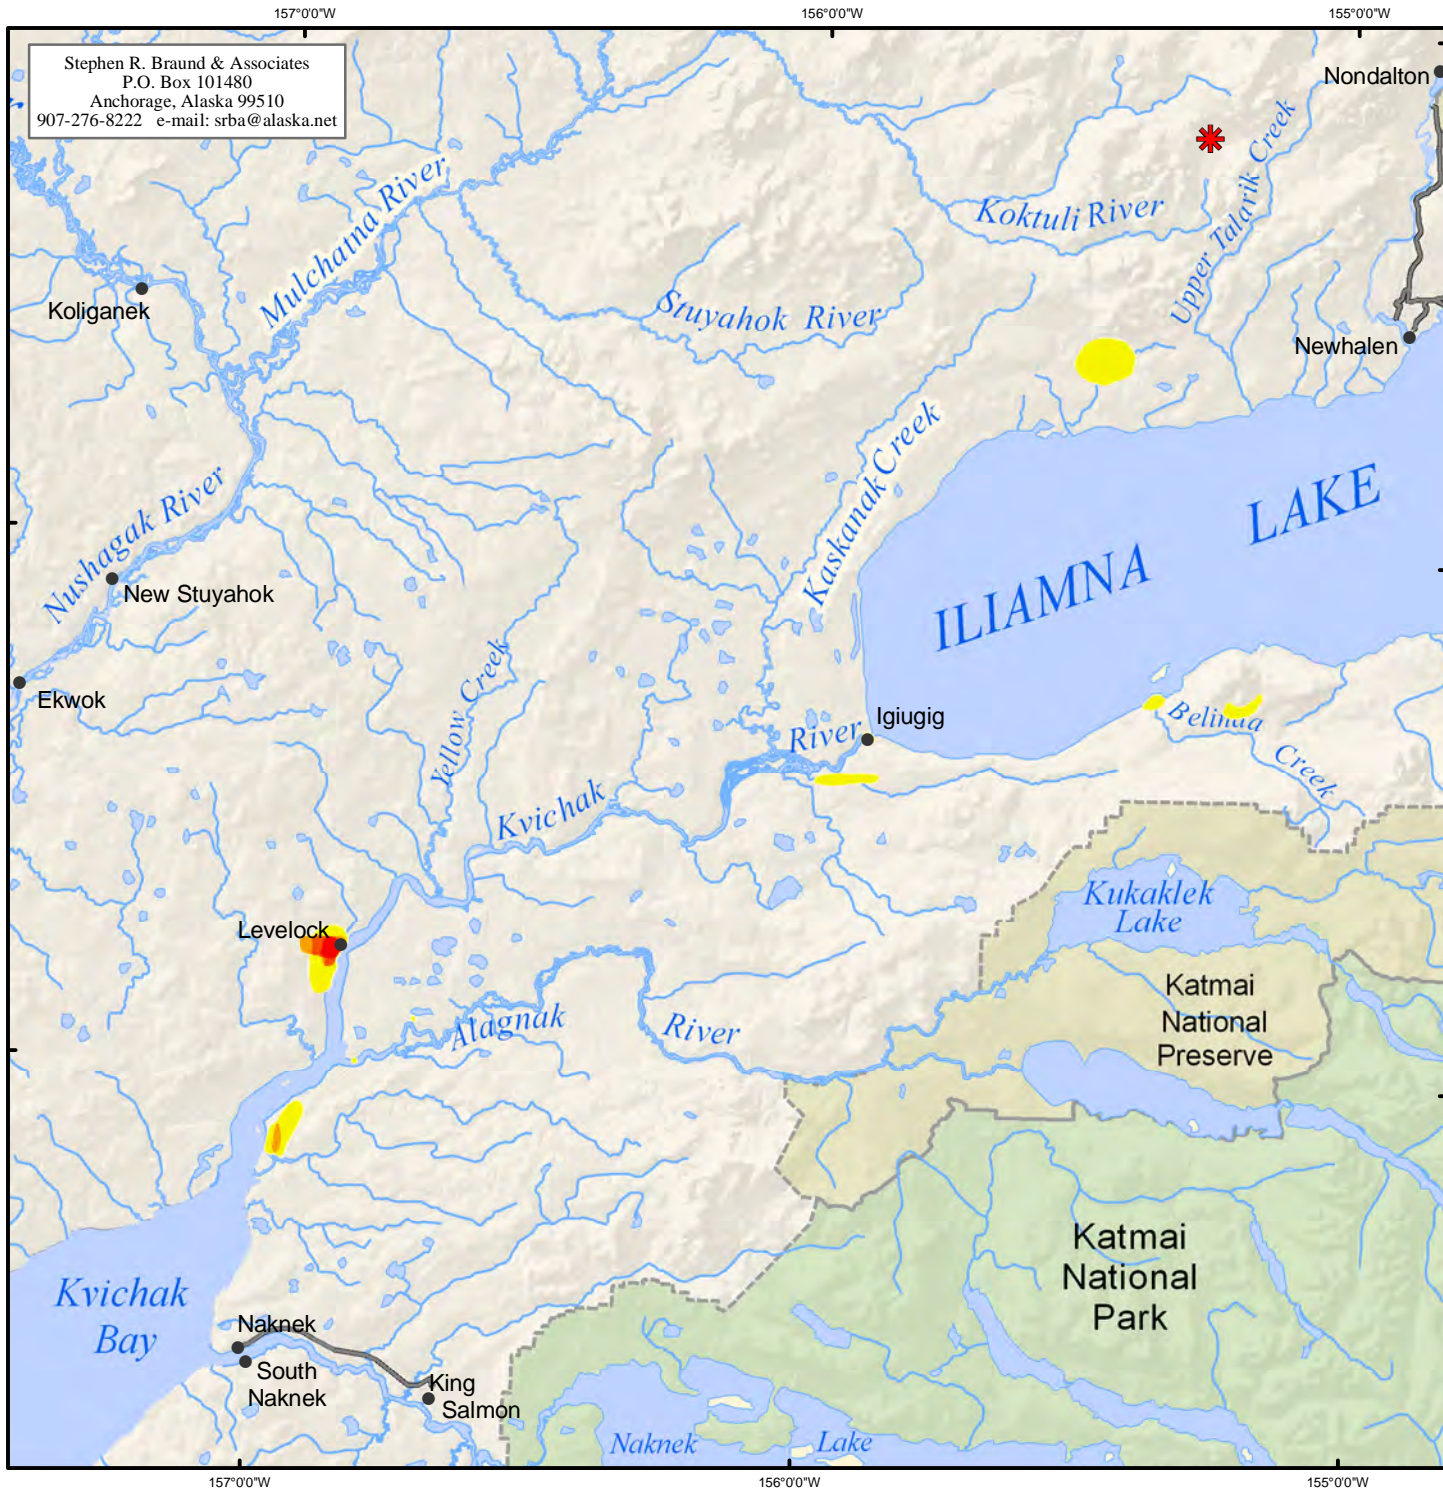 157°0'0"W
156°0'0"W
155°0'0"W
Stephen R. Braund & Associates
P.O. Box 101480
Anchorage, Alaska 99510
907-276-8222 e-mail: srba@alaska.net
Nondalton
Mulchatna River
Koktuli River
Upper Talarik Creek
Koliganek
Stuyahok River
Newhalen
Kaskanak Creek
Nushagak River
New Stuyahok
ILIAMNA LAKE
Ekwok
Yellow Creek
Igiugig
Belinda Creek
Kvichak River
Kukaklek
Lake
Levelock
Alagnak River
Katmai
National
Preserve
Katmai
National
Park
Kvichak
Bay
Naknek
South
Naknek
King
Salmon
Naknek Lake
157°0'0"W
156°0'0"W
155°0'0"W